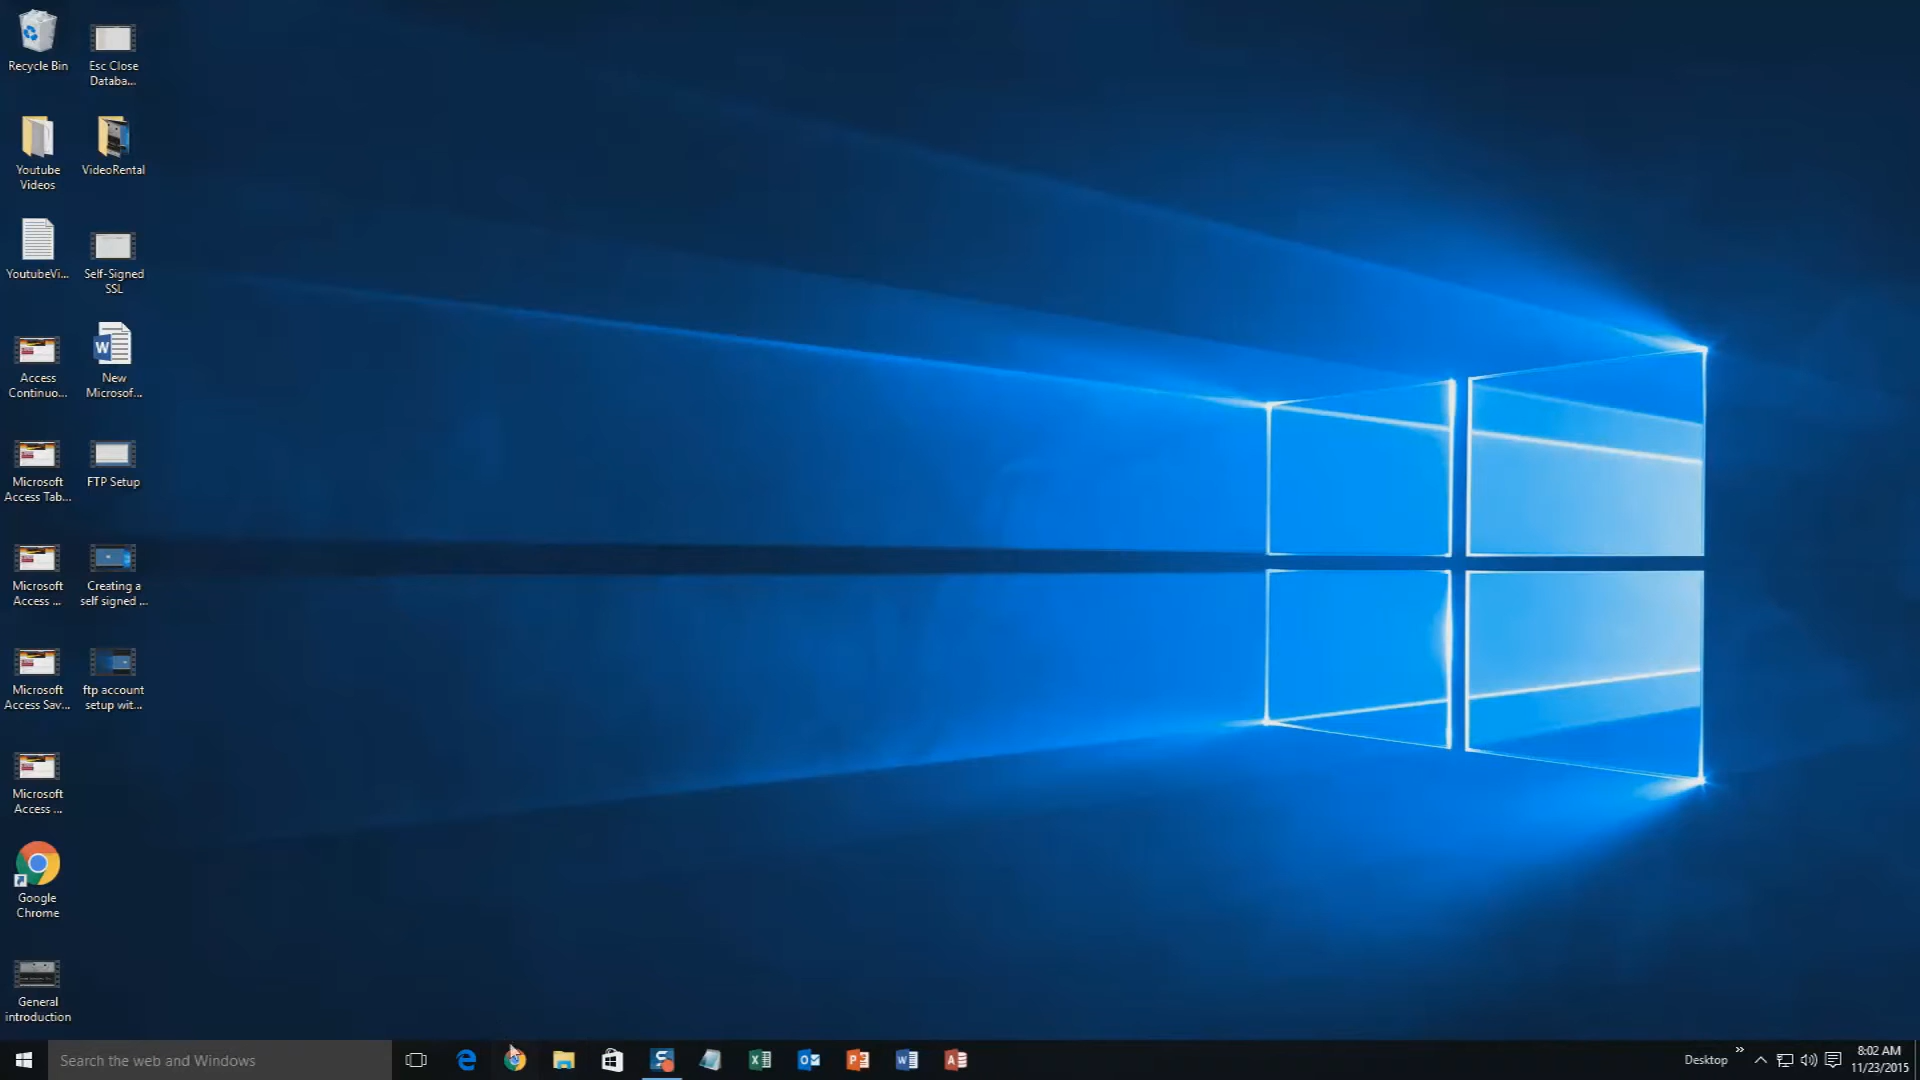 Recycle Bin
Esc Close
Databa...
Youtube
Videos
VideoRental
YoutubeVi...
Self-Signed
SSL
Access
Continuo...
New
Microsof...
Microsoft
Access Tab...
FTP Setup
Microsoft
Access ...
Creating a
self signed ...
Microsoft
Access Sav...
ftp account
setup wit...
Microsoft
Access ...
Google
Chrome
General
introduction
Search the web and Windows
Desktop
8:02 AM
11/23/2015